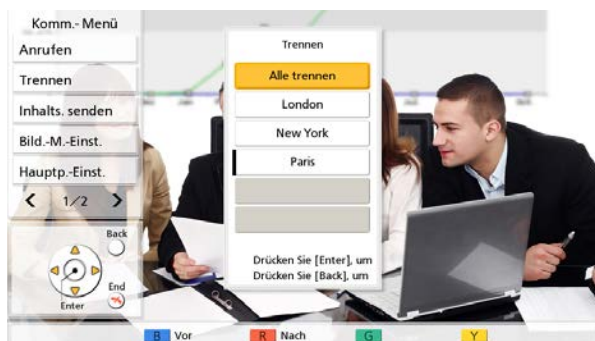 Komm.- Menü
Anrufen
Trennen
Inhalts. senden
Bild.-M.-Einst.
Hauptp.-Einst.
1/2
Back
End
Enter
Trennen
Alle trennen
London
New York
Paris
Drücken Sie [Enter], um
Drücken Sie [Back], um
B Vor
R Nach
G
Y